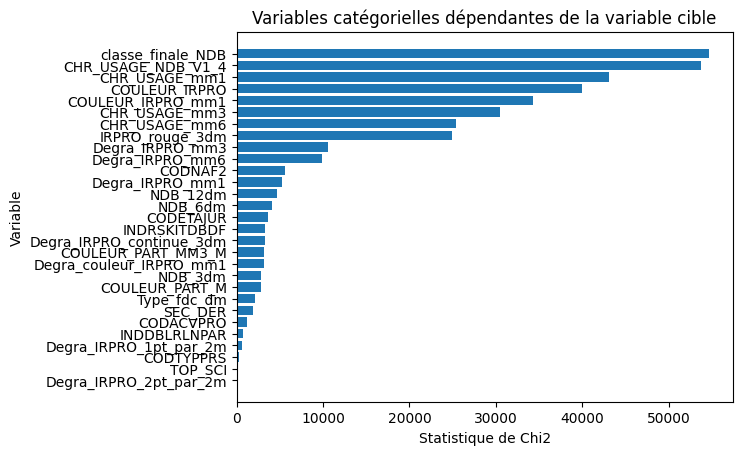 Variables catégorielles dépendantes de la variable cible
classe_finale_NDB
CHR_USAGE_NDB_V1_4
CHR_USAGE_mm1
COULEUR_IRPRO
COULEUR_IRPRO_mm1
CHR_USAGE_mm3
CHR_USAGE_mm6
IRPRO_rouge_3dm
Degra_IRPRO_mm3
Degra_IRPRO_mm6
CODNAF2
Degra_IRPRO_mm1
NDB_12dm
NDB_6dm
CODETAJUR
INDRSKITDBDF
Degra_IRPRO_continue_3dm
COULEUR_PART_MM3_M
Degra_couleur_IRPRO_mm1
NDB_3dm
COULEUR_PART_M
Type_fdc_dm
SEC_DER
CODACVPRO
INDDBLRLNPAR
Degra_IRPRO_1pt_par_2m
CODTYPPRS
TOP_SCI
Degra_IRPRO_2pt_par_2m
Variable
0 10000 20000 30000 40000 50000
Statistique de Chi2